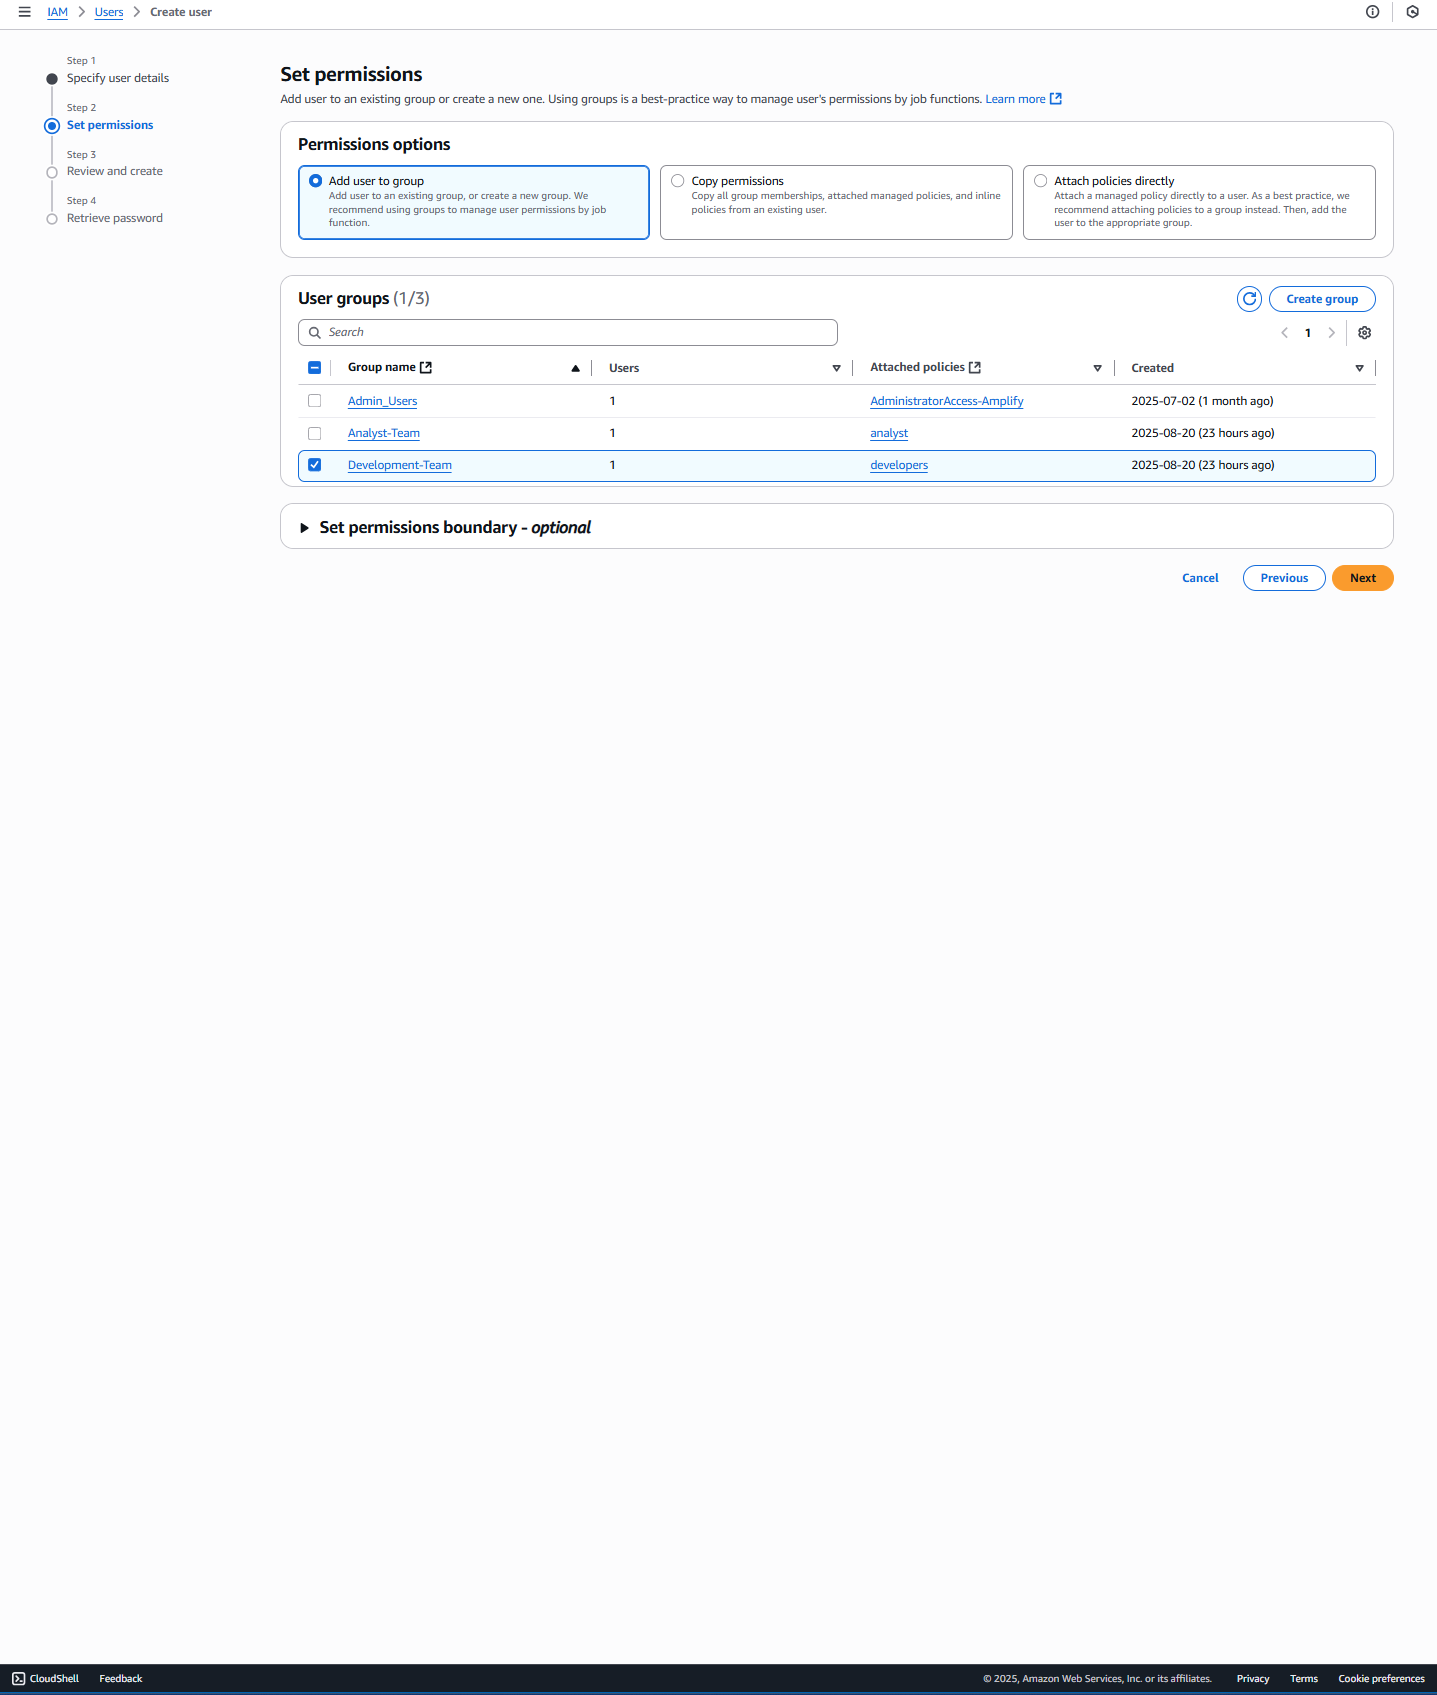 IAM > Users > Create user
Step 1
Specify user details
Step 2
Set permissions
Step 3
Review and create
Step 4
Retrieve password
Set permissions
Add user to an existing group or create a new one. Using groups is a best-practice way to manage user's permissions by job functions. Learn more
Permissions options
Add user to group
Add user to an existing group, or create a new group. We
recommend using groups to manage user permissions by job
function.
Copy permissions
Copy all group memberships, attached managed policies, and inline
policies from an existing user.
Attach policies directly
Attach a managed policy directly to a user. As a best practice, we
recommend attaching policies to a group instead. Then, add the
user to the appropriate group.
User groups (1/3)
Create group
Search
1
Group name Users Attached policies Created
Admin_Users 1 AdministratorAccess-Amplify 2025-07-02 (1 month ago)
Analyst-Team 1 analyst 2025-08-20 (23 hours ago)
Development-Team 1 developers 2025-08-20 (23 hours ago)
Set permissions boundary - optional
Cancel Previous Next
CloudShell Feedback © 2025, Amazon Web Services, Inc. or its affiliates. Privacy Terms Cookie preferences